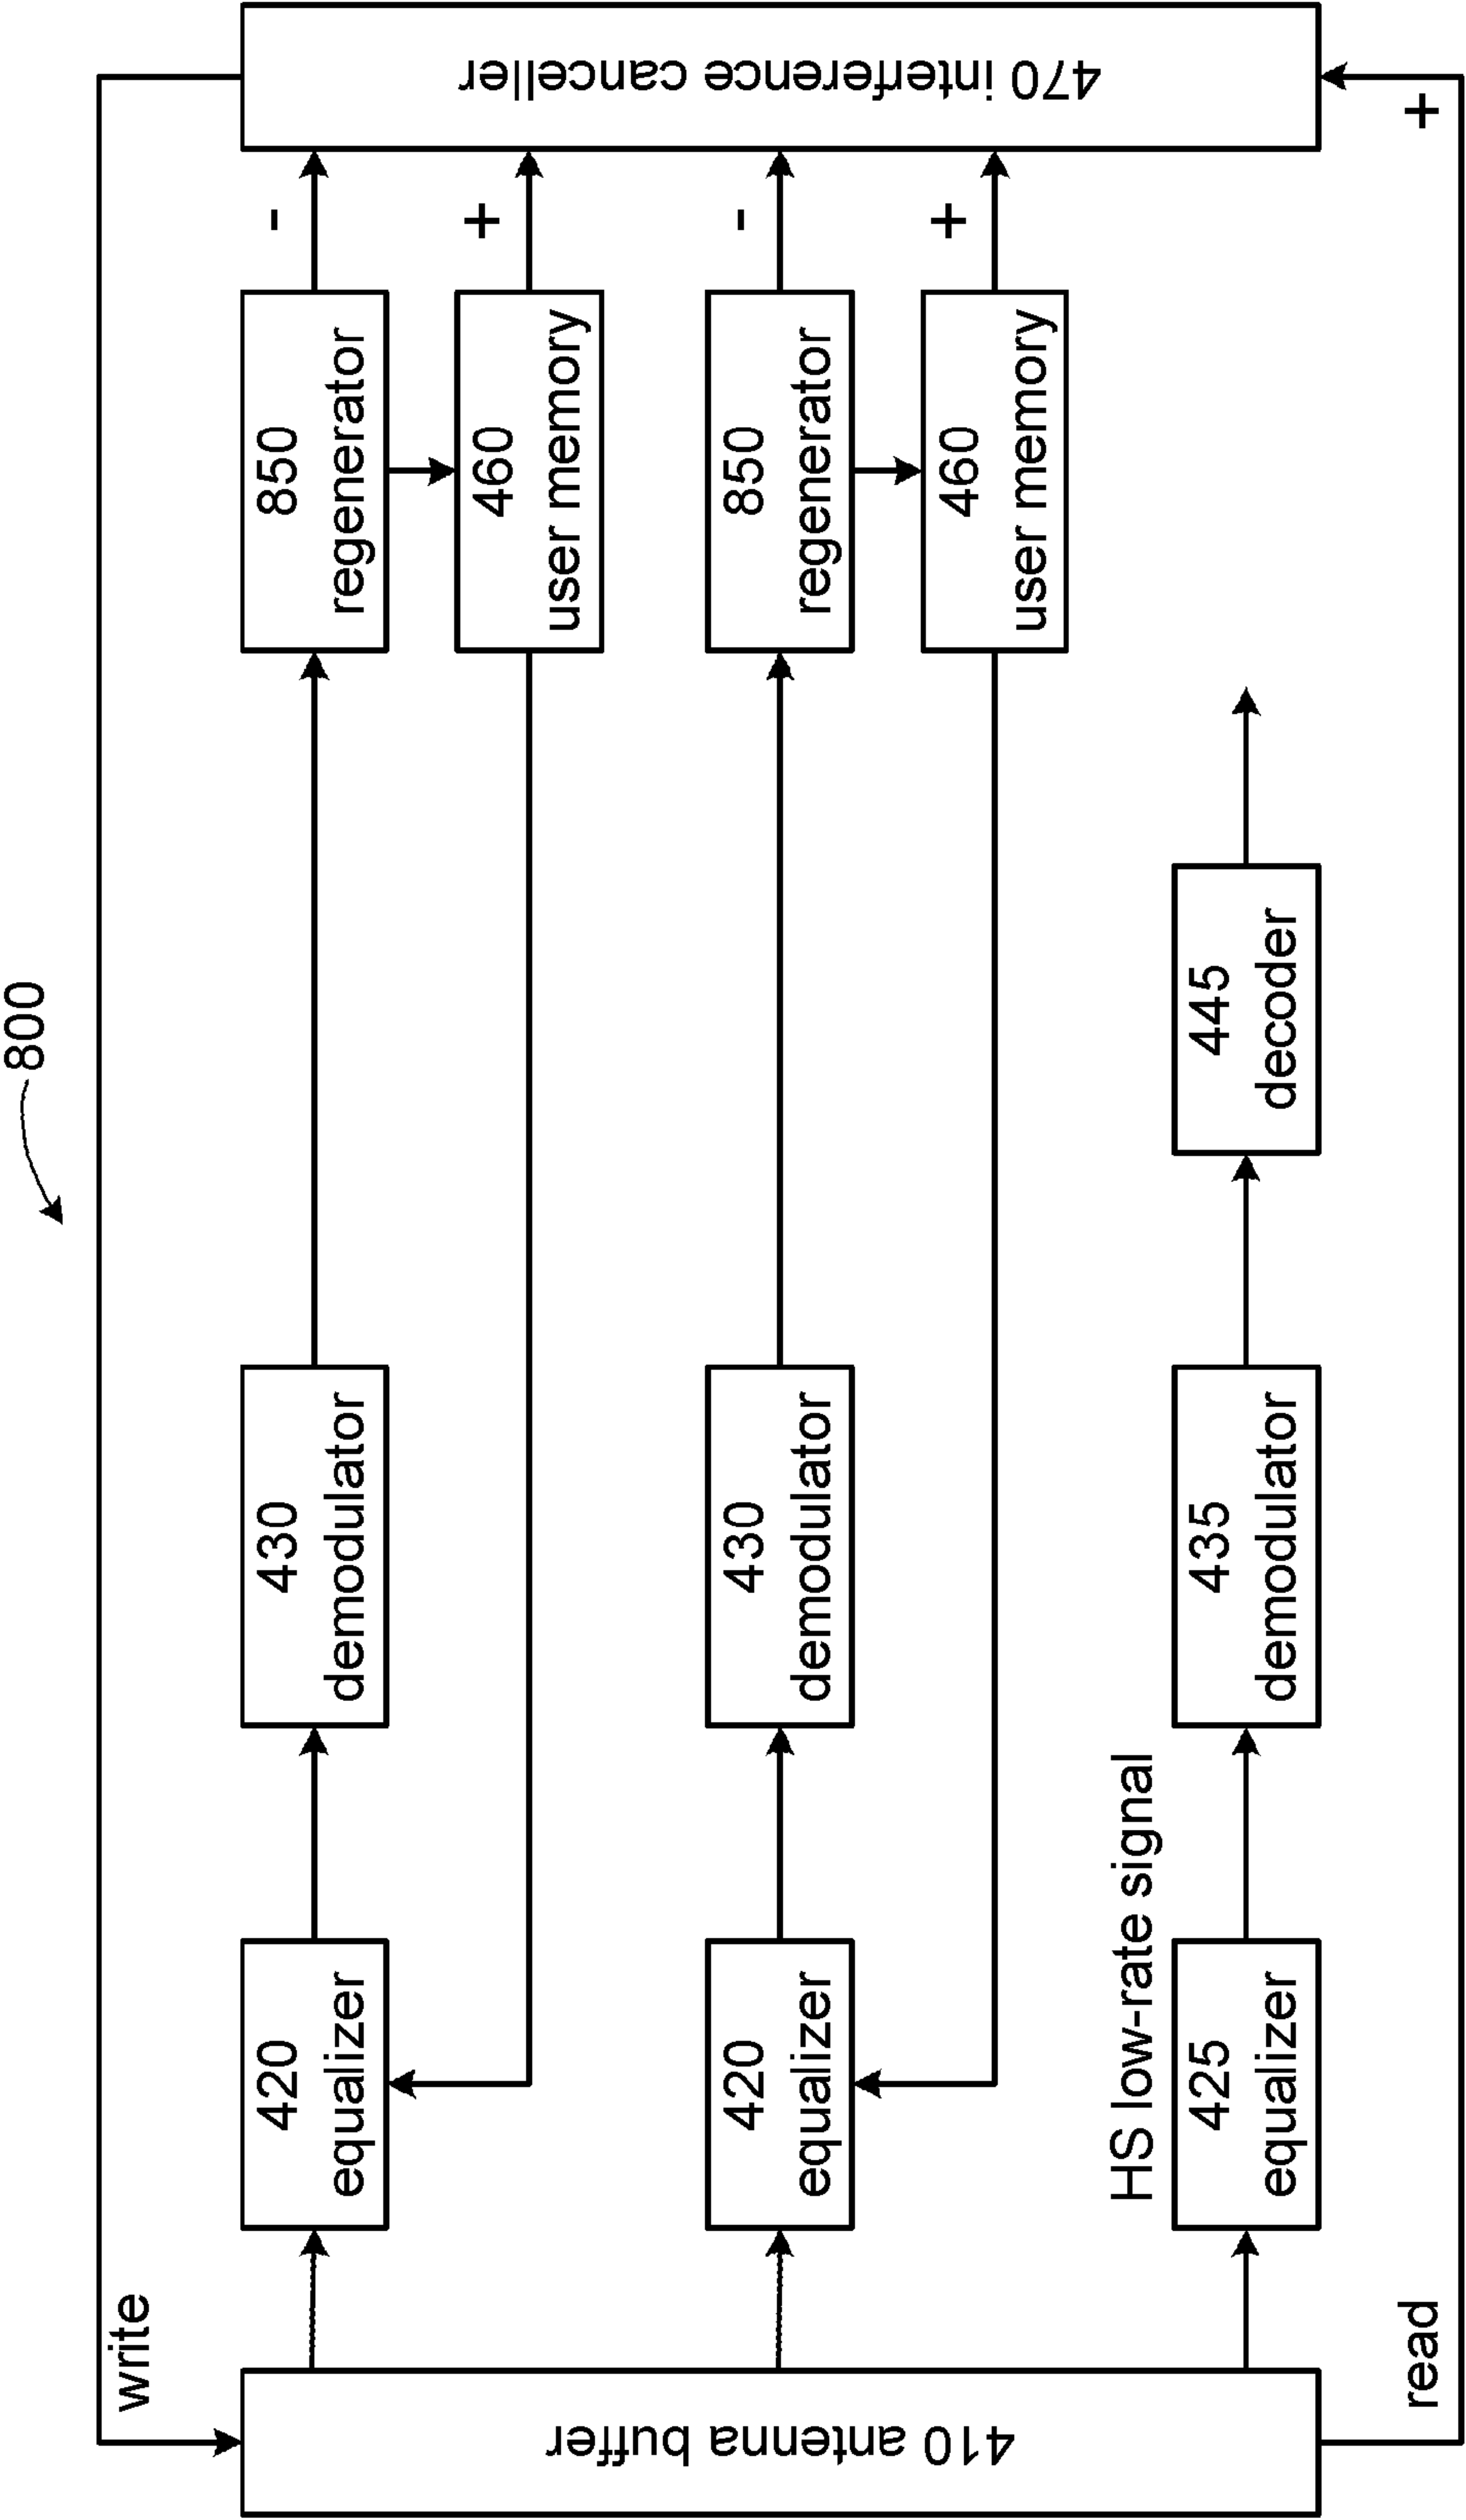 800
write
410 antenna buffer
420
equalizer
430
demodulator
850
regenerator
-
460
user memory
+
470 interference canceller
420
equalizer
430
demodulator
850
regenerator
-
460
user memory
+
HS low-rate signal
425
equalizer
435
demodulator
445
decoder
read
+